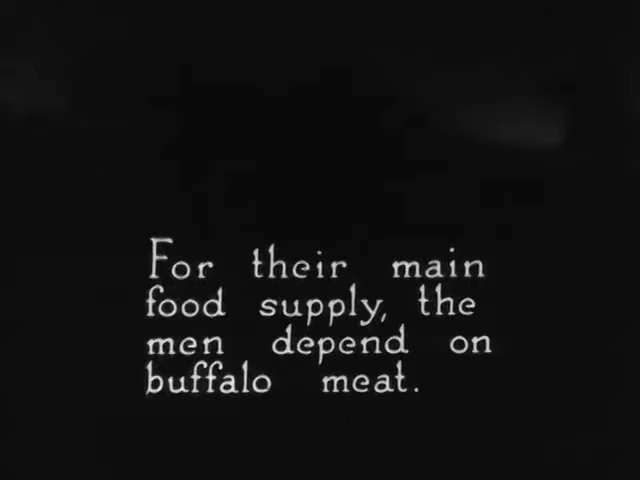 For their main
food supply, the
men depend on
buffalo meat.